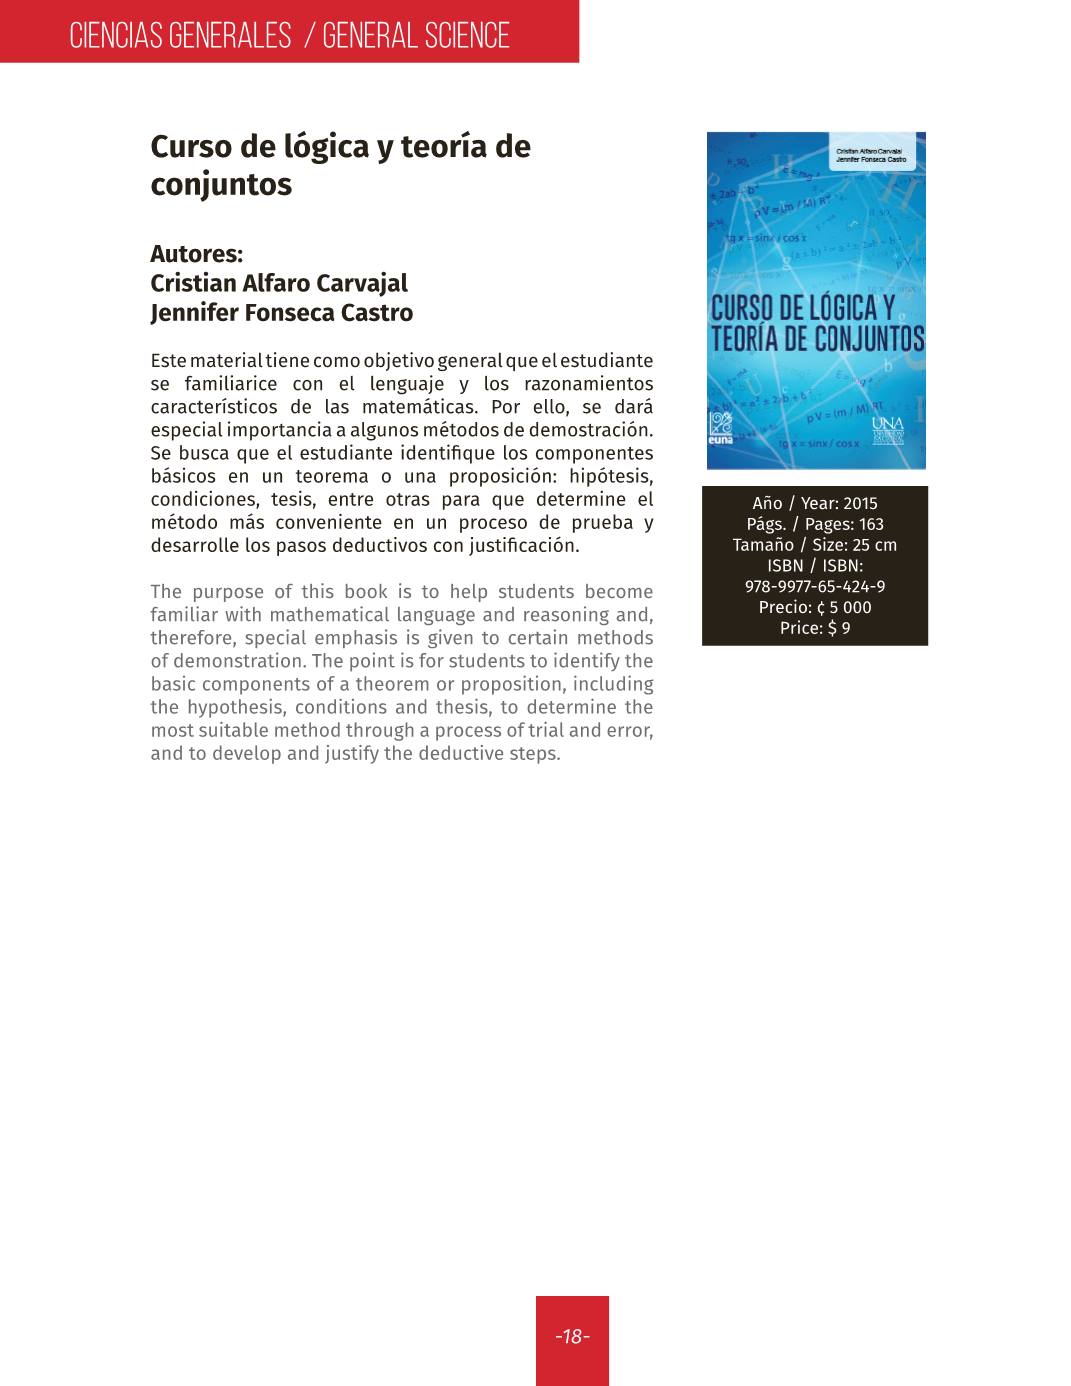 CIENCIAS GENERALES / GENERAL SCIENCE
Curso de lógica y teoría de
conjuntos
Autores:
Cristian Alfaro Carvajal
Jennifer Fonseca Castro
Este material tiene como objetivo general que el estudiante
se familiarice con el lenguaje y los razonamientos
característicos de las matemáticas. Por ello, se dará
especial importancia a algunos métodos de demostración.
Se busca que el estudiante identifique los componentes
básicos en un teorema o una proposición: hipótesis,
condiciones, tesis, entre otras para que determine el
método más conveniente en un proceso de prueba y
desarrolle los pasos deductivos con justificación.
The purpose of this book is to help students become
familiar with mathematical language and reasoning and,
therefore, special emphasis is given to certain methods
of demonstration. The point is for students to identify the
basic components of a theorem or proposition, including
the hypothesis, conditions and thesis, to determine the
most suitable method through a process of trial and error,
and to develop and justify the deductive steps.
Cristian Alfaro Carvajal
Jennifer Fonseca Castro
E=mg
± 2ab + b²
pV=(m / M) RT
tg x = sinx / cos x
(a ± b)² = a² ± 2ab + b²
CURSO DE LÓGICA Y
TEORÍA DE CONJUNTOS
pV=(m / M) RT
tg x = sinx / cos x
euna
UNA
Año / Year: 2015
Págs. / Pages: 163
Tamaño / Size: 25 cm
ISBN / ISBN:
978-9977-65-424-9
Precio: ¢ 5 000
Price: $ 9
-18-